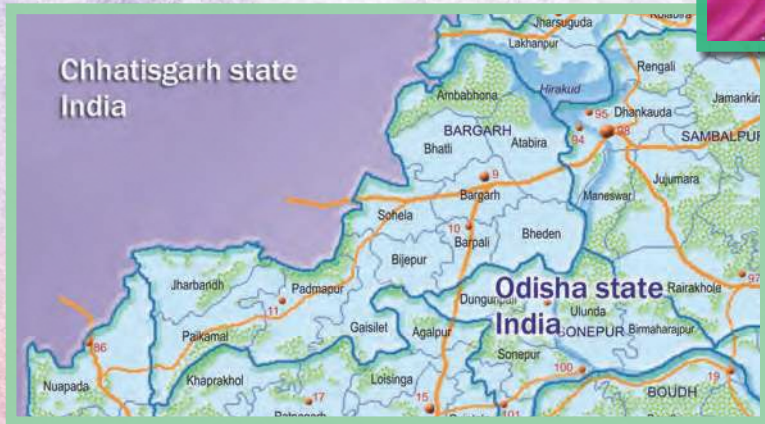 Chhatisgarh state
India
Jharsuguda
Lakhanpur
Rengali
Hirakud
Ambabhona
Jamankira
95
Dhankauda
98
94
BARGARH
SAMBALPUR
Bhatli
Atabira
9
Jujumara
Bargarh
Maneswar
Sohela
10
Barpali
Bheden
Bijepur
Jharbandh
Padmapur
11
Odisha state
India
Rairakhole
97
Ulunda
SONEPUR
Birmaharajpur
Gaisilet
Agalpur
Paikamal
86
Sonepur
100
Nuapada
Khaprakhol
Loisinga
19
17
15
101
BOUDH